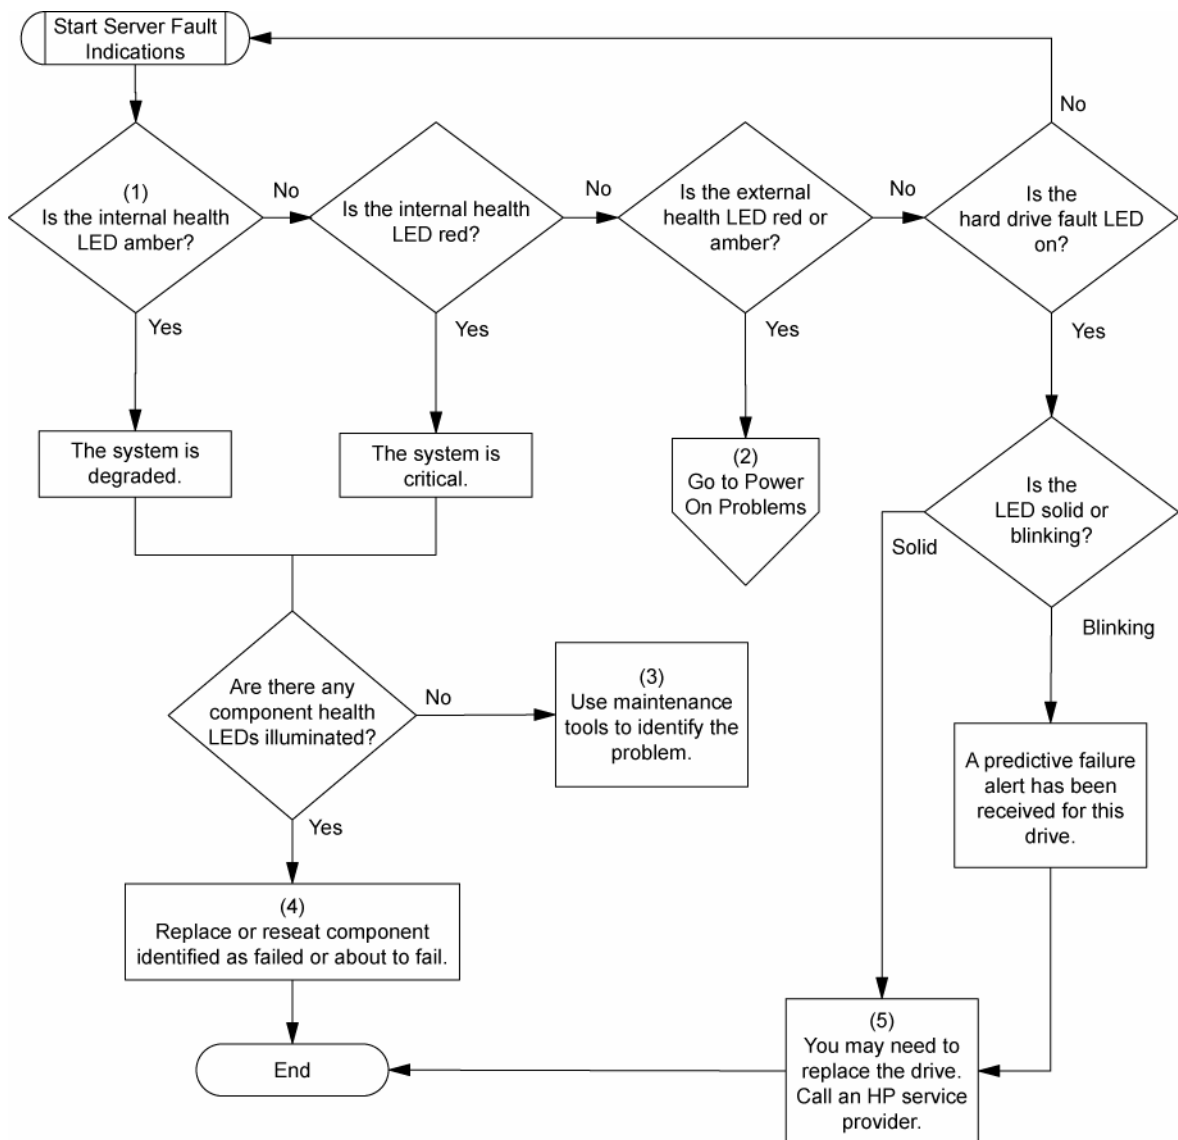 Start Server Fault
Indications
No
(1)
Is the internal health
LED amber?
No
Is the internal health
LED red?
No
Is the external
health LED red or
amber?
No
Is the
hard drive fault LED
on?
Yes
Yes
Yes
Yes
The system is
degraded.
The system is
critical.
(2)
Go to Power
On Problems
Is the
LED solid or
blinking?
Solid
Blinking
Are there any
component health
LEDs illuminated?
No
(3)
Use maintenance
tools to identify the
problem.
A predictive failure
alert has been
received for this
drive.
Yes
(4)
Replace or reseat component
identified as failed or about to fail.
(5)
You may need to
replace the drive.
Call an HP service
provider.
End